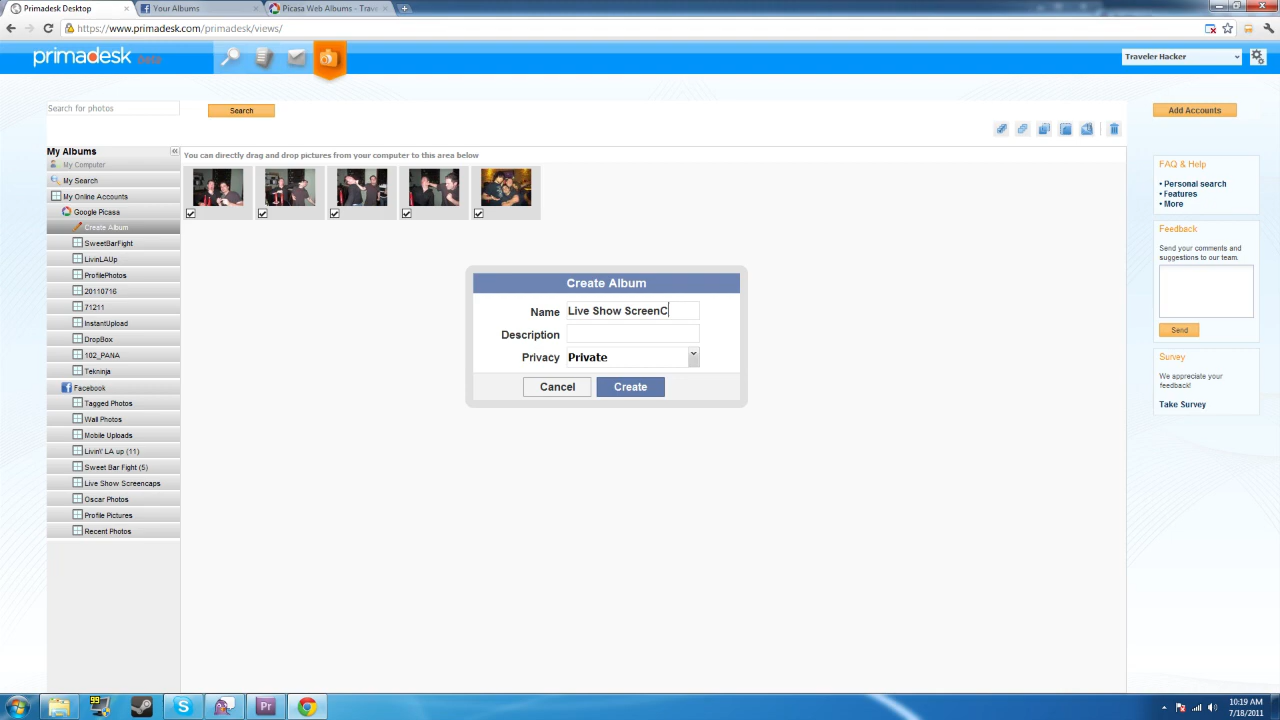 Primadesk Desktop
Your Albums
Picasa Web Albums - Trave
https://www.primadesk.com/primadesk/views/
primadesk Beta
Traveler Hacker
Search for photos
Search
Add Accounts
My Albums
You can directly drag and drop pictures from your computer to this area below
My Computer
My Search
My Online Accounts
Google Picasa
Create Album
SweetBarFight
LivinLAUp
ProfilePhotos
20110716
71211
InstantUpload
DropBox
102_PANA
Tekninja
Facebook
Tagged Photos
Wall Photos
Mobile Uploads
Livin\' LA up (11)
Sweet Bar Fight (5)
Live Show Screencaps
Oscar Photos
Profile Pictures
Recent Photos
Create Album
Name Live Show ScreenC
Description
Privacy Private
Cancel Create
FAQ & Help
• Personal search
• Features
• More
Feedback
Send your comments and
suggestions to our team.
Send
Survey
We appreciate your
feedback!
Take Survey
99
Pr
10:19 AM
7/18/2011